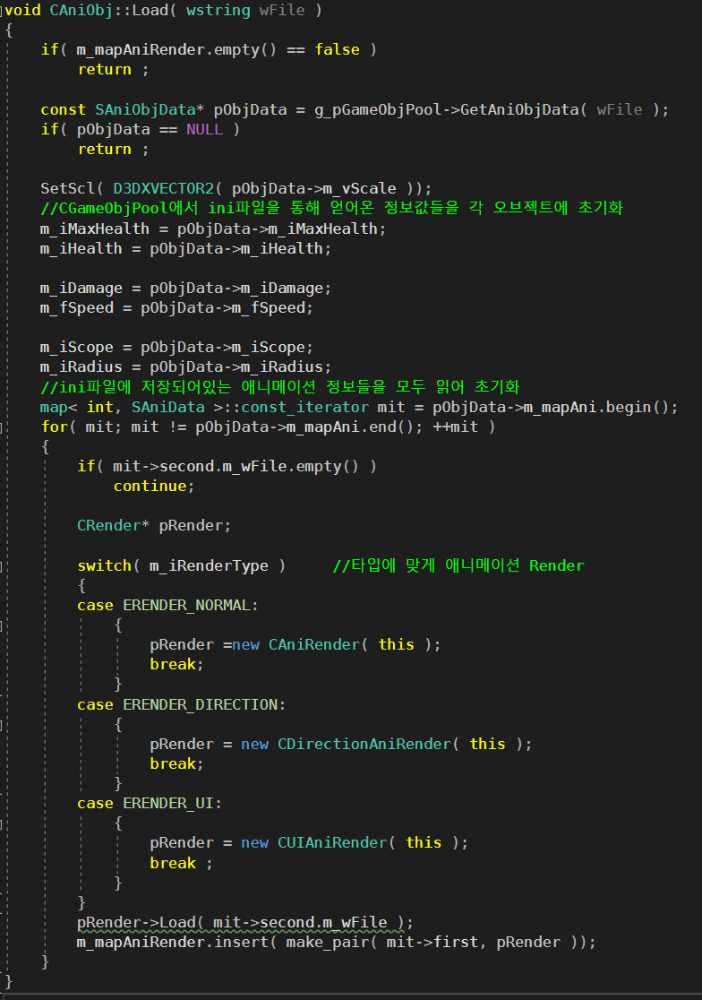 void CAniObj::Load( wstring wFile )
{
if( m_mapAniRender.empty() == false )
return ;
const SAniObjData* pObjData = g_pGameObjPool->GetAniObjData( wFile );
if( pObjData == NULL )
return ;
SetScl( D3DXVECTOR2( pObjData->m_vScale ));
//CGameObjPool에서 ini파일을 통해 얻어온 정보값들을 각 오브젝트에 초기화
m_iMaxHealth = pObjData->m_iMaxHealth;
m_iHealth = pObjData->m_iHealth;
m_iDamage = pObjData->m_iDamage;
m_fSpeed = pObjData->m_fSpeed;
m_iScope = pObjData->m_iScope;
m_iRadius = pObjData->m_iRadius;
//ini파일에 저장되어있는 애니메이션 정보들을 모두 읽어 초기화
map< int, SAniData >::const_iterator mit = pObjData->m_mapAni.begin();
for( mit; mit != pObjData->m_mapAni.end(); ++mit )
{
if( mit->second.m_wFile.empty() )
continue;
CRender* pRender;
switch( m_iRenderType )     //타입에 맞게 애니메이션 Render
{
case ERENDER_NORMAL:
{
pRender =new CAniRender( this );
break;
}
case ERENDER_DIRECTION:
{
pRender = new CDirectionAniRender( this );
break;
}
case ERENDER_UI:
{
pRender = new CUIAniRender( this );
break ;
}
}
pRender->Load( mit->second.m_wFile );
m_mapAniRender.insert( make_pair( mit->first, pRender ));
}
}